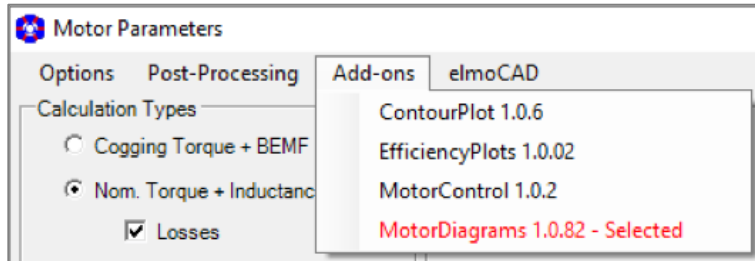 Motor Parameters
Options Post-Processing Add-ons elmoCAD
Calculation Types
ContourPlot 1.0.6
Cogging Torque + BEMF
EfficiencyPlots 1.0.02
Nom. Torque + Inductanc
MotorControl 1.0.2
Losses
MotorDiagrams 1.0.82 - Selected